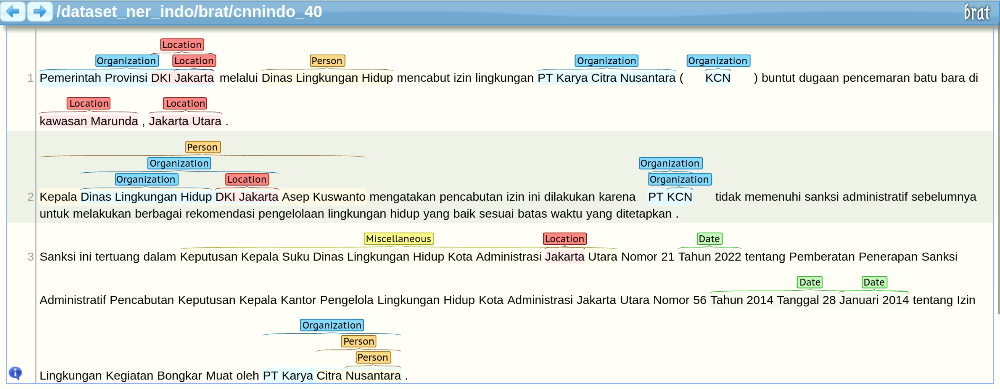 /dataset_ner_indo/brat/cnnindo_40 brat
Location
Organization Location Person Organization Organization
1 Pemerintah Provinsi DKI Jakarta melalui Dinas Lingkungan Hidup mencabut izin lingkungan PT Karya Citra Nusantara ( KCN ) buntut dugaan pencemaran batu bara di
Location Location
kawasan Marunda , Jakarta Utara .
Person
Organization Organization
Organization Location Organization
2 Kepala Dinas Lingkungan Hidup DKI Jakarta Asep Kuswanto mengatakan pencabutan izin ini dilakukan karena PT KCN tidak memenuhi sanksi administratif sebelumnya
untuk melakukan berbagai rekomendasi pengelolaan lingkungan hidup yang baik sesuai batas waktu yang ditetapkan .
Miscellaneous Location Date
3 Sanksi ini tertuang dalam Keputusan Kepala Suku Dinas Lingkungan Hidup Kota Administrasi Jakarta Utara Nomor 21 Tahun 2022 tentang Pemberatan Penerapan Sanksi
Date Date
Administratif Pencabutan Keputusan Kepala Kantor Pengelola Lingkungan Hidup Kota Administrasi Jakarta Utara Nomor 56 Tahun 2014 Tanggal 28 Januari 2014 tentang Izin
Organization
Person
Person
Lingkungan Kegiatan Bongkar Muat oleh PT Karya Citra Nusantara .